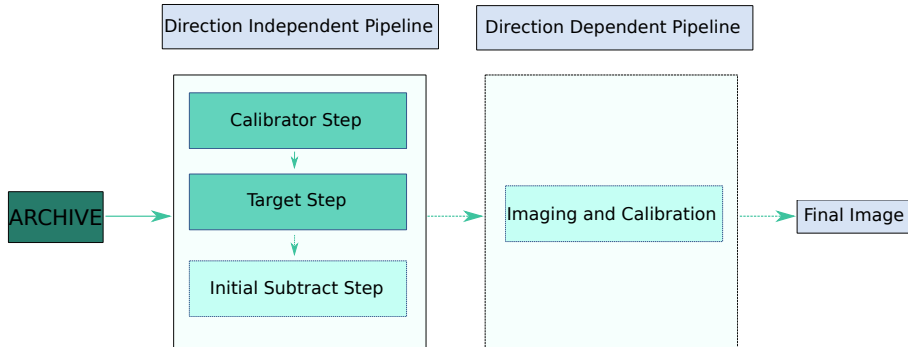 Direction Independent Pipeline
Direction Dependent Pipeline
Calibrator Step
Target Step
Initial Subtract Step
ARCHIVE
Imaging and Calibration
Final Image